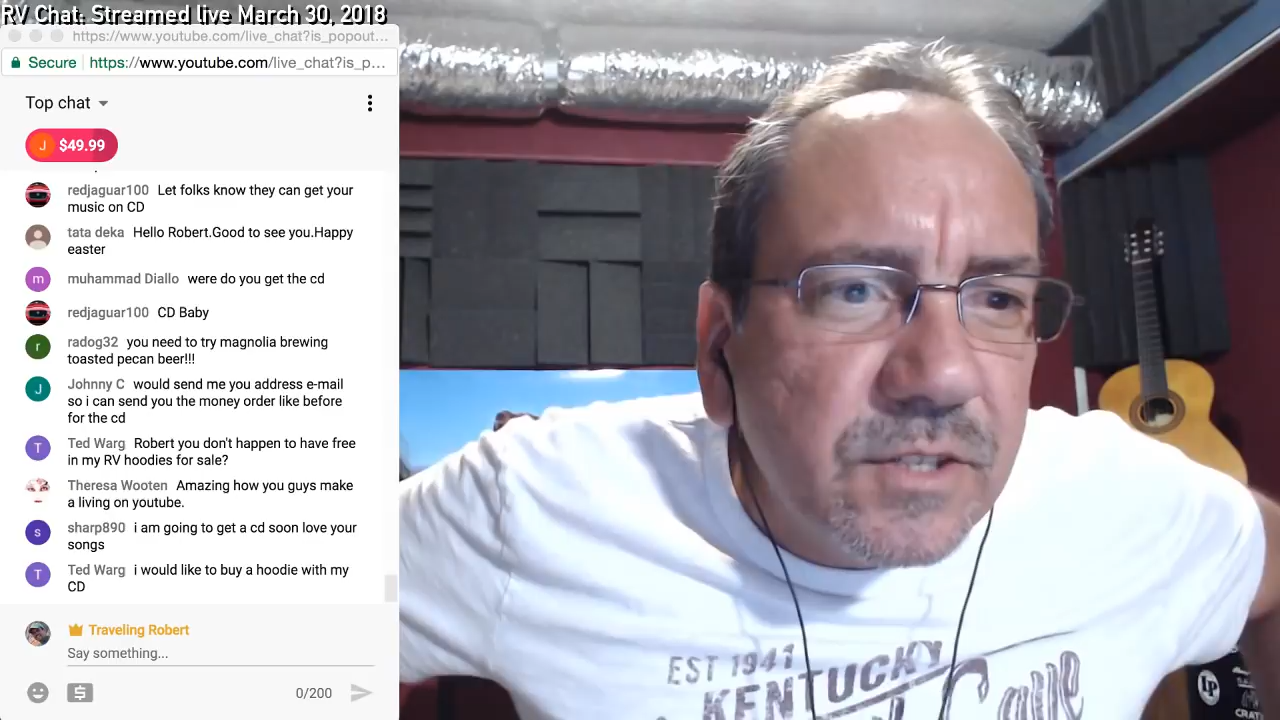 RV Chat: Streamed live March 30, 2018
https://www.youtube.com/live_chat?is_popout...
Secure https://www.youtube.com/live_chat?is_p...
Top chat
J $49.99
redjaguar100 Let folks know they can get your
music on CD
tata deka Hello Robert.Good to see you.Happy
easter
m muhammad Diallo were do you get the cd
redjaguar100 CD Baby
r radog32 you need to try magnolia brewing
toasted pecan beer!!!
J Johnny C would send me you address e-mail
so i can send you the money order like before
for the cd
T Ted Warg Robert you don't happen to have free
in my RV hoodies for sale?
Theresa Wooten Amazing how you guys make
a living on youtube.
s sharp890 i am going to get a cd soon love your
songs
T Ted Warg i would like to buy a hoodie with my
CD
Traveling Robert
Say something...
0/200
EST 1941
KENTUCKY
Cave
LP